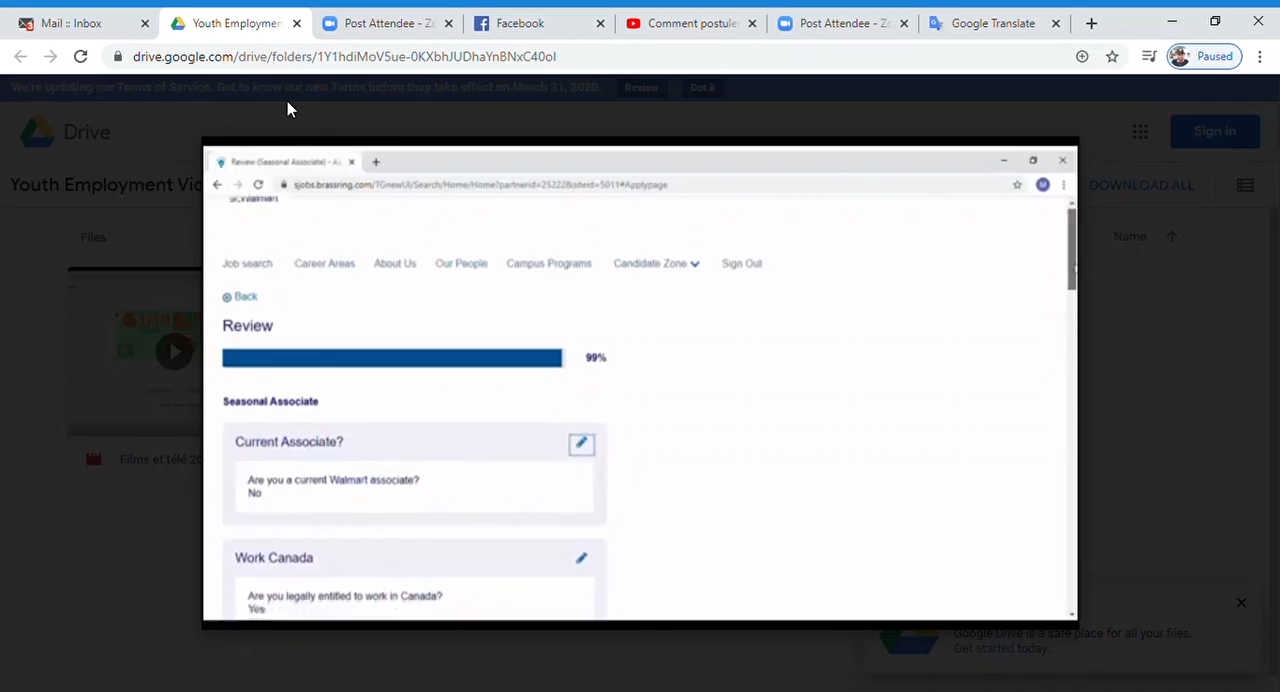 Mail :: Inbox
Youth Employmen
Post Attendee - Zo
Facebook
Comment postule
Post Attendee - Zo
Google Translate
drive.google.com/drive/folders/1Y1hdiMoV5ue-0KXbhJUDhaYnBNxC40oI
Paused
We're updating our Terms of Service. Get to know our new Terms before they take effect on March 31, 2020.
Review
Got it
Drive
Sign in
Youth Employment Vid
DOWNLOAD ALL
Files
Name
Films et télé 20
Review (Seasonal Associate) - A
sjobs.brassring.com/TGnewUI/Search/Home/Home?partnerid=25222&siteid=5011#Applypage
M
Job search
Career Areas
About Us
Our People
Campus Programs
Candidate Zone
Sign Out
Back
Review
99%
Seasonal Associate
Current Associate?
Are you a current Walmart associate?
No
Work Canada
Are you legally entitled to work in Canada?
Yes
Google Drive is a safe place for all your files.
Get started today.